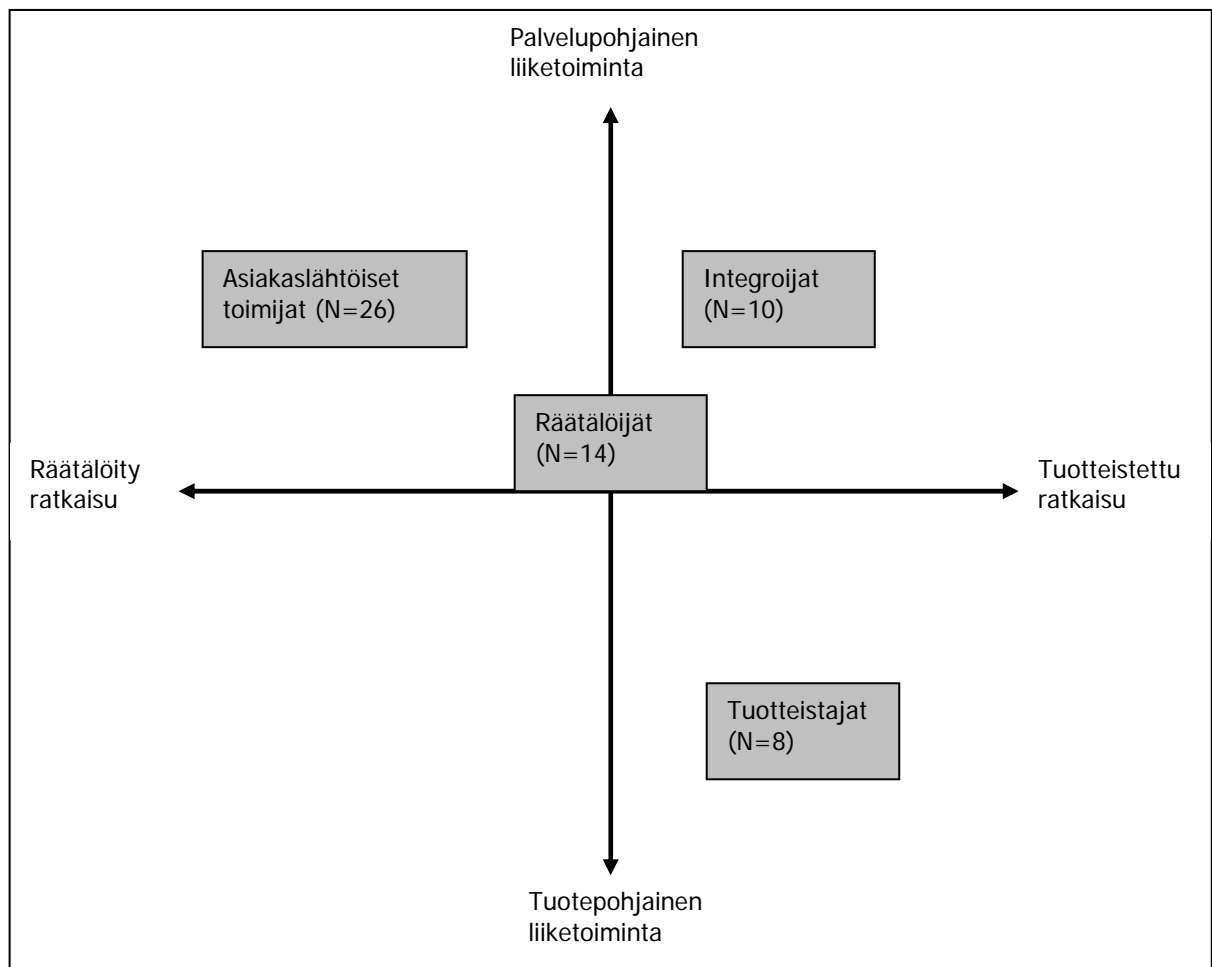 Palvelupohjainen
liiketoiminta
Asiakaslähtöiset
toimijat (N=26)
Integroijat
(N=10)
Räätälöijät
(N=14)
Räätälöity
ratkaisu
Tuotteistettu
ratkaisu
Tuotteistajat
(N=8)
Tuotepohjainen
liiketoiminta